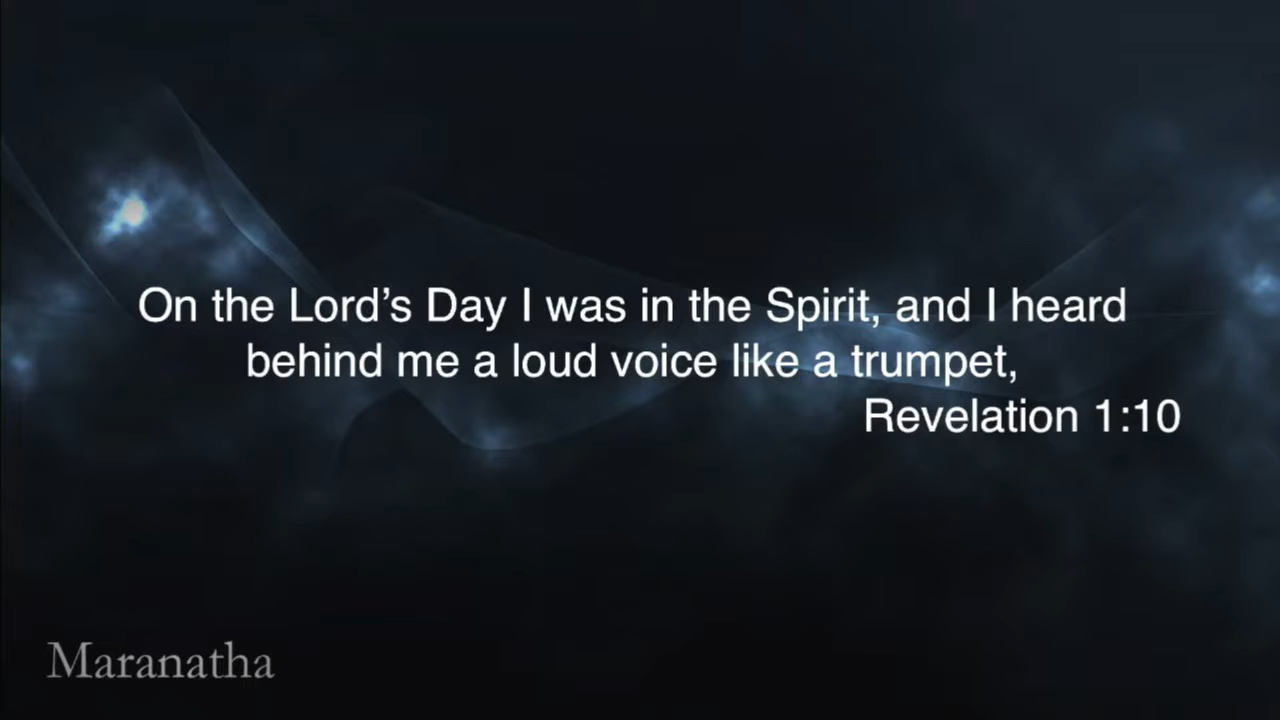 On the Lord’s Day I was in the Spirit, and I heard
behind me a loud voice like a trumpet,
Revelation 1:10
Maranatha